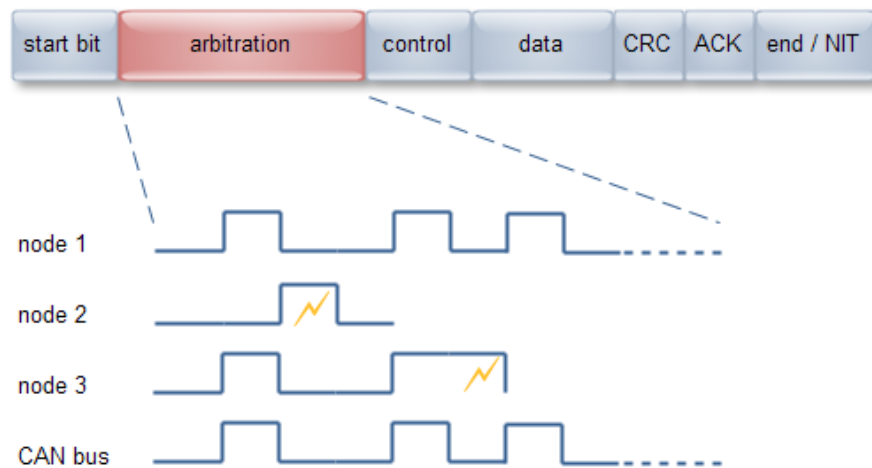 start bit arbitration control data CRC ACK end / NIT
node 1
node 2
node 3
CAN bus